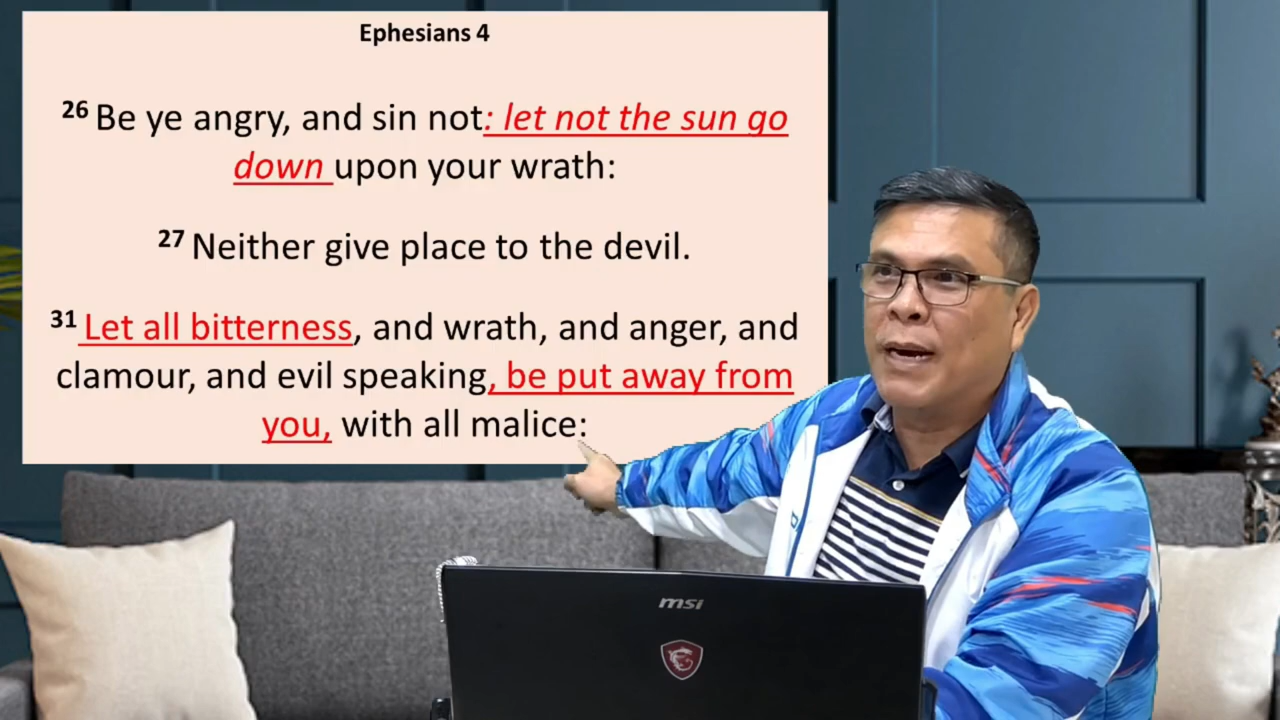 Ephesians 4
26 Be ye angry, and sin not: let not the sun go
down upon your wrath:
27 Neither give place to the devil.
31 Let all bitterness, and wrath, and anger, and
clamour, and evil speaking, be put away from
you, with all malice:
msi